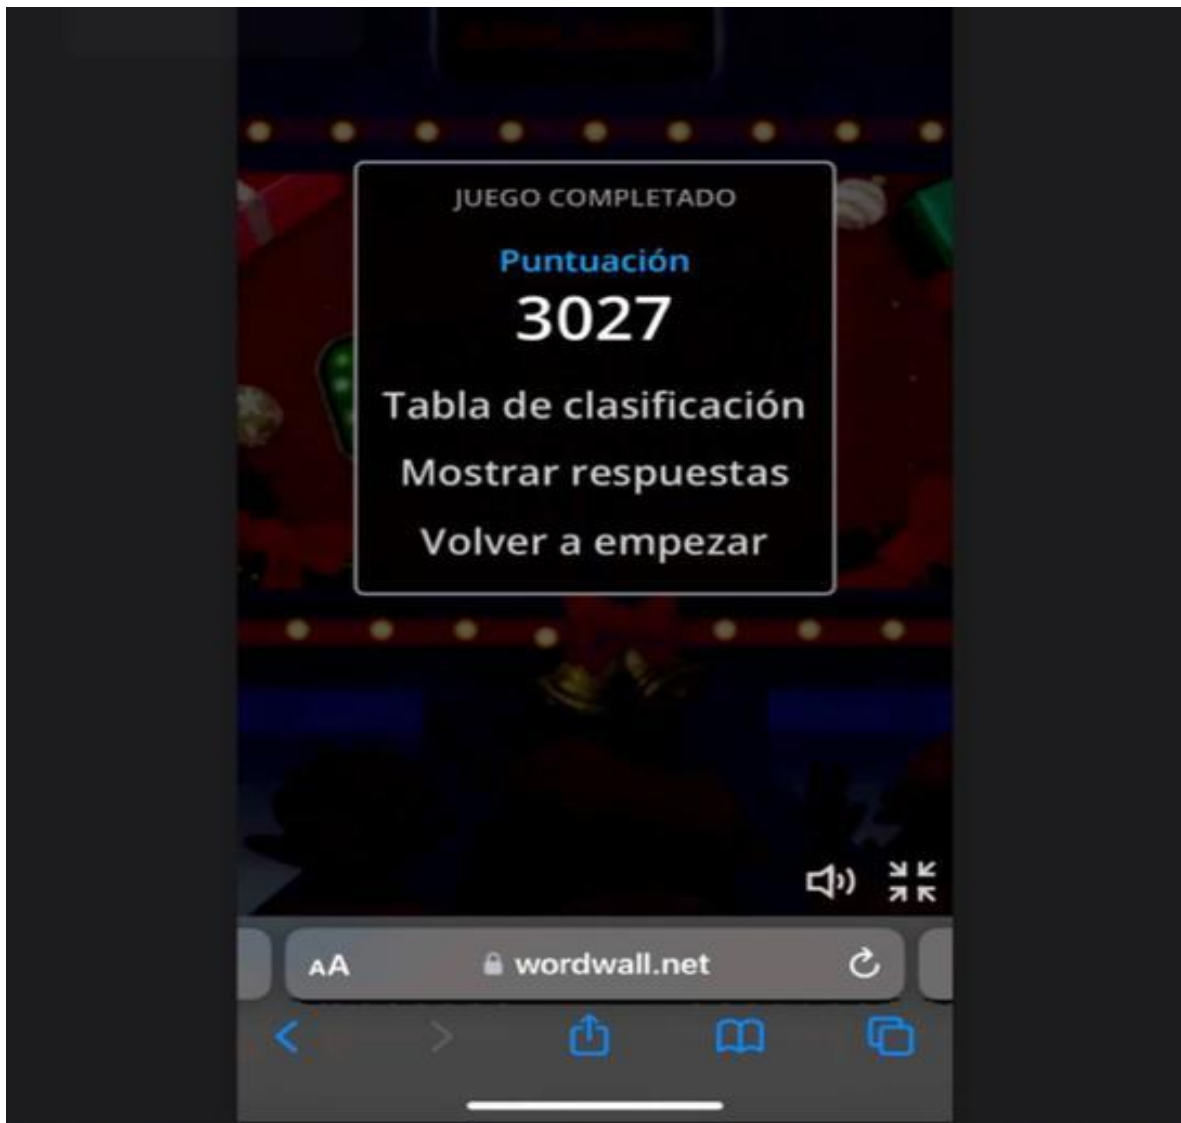 JUEGO COMPLETADO
Puntuación
3027
Tabla de clasificación
Mostrar respuestas
Volver a empezar
AA wordwall.net